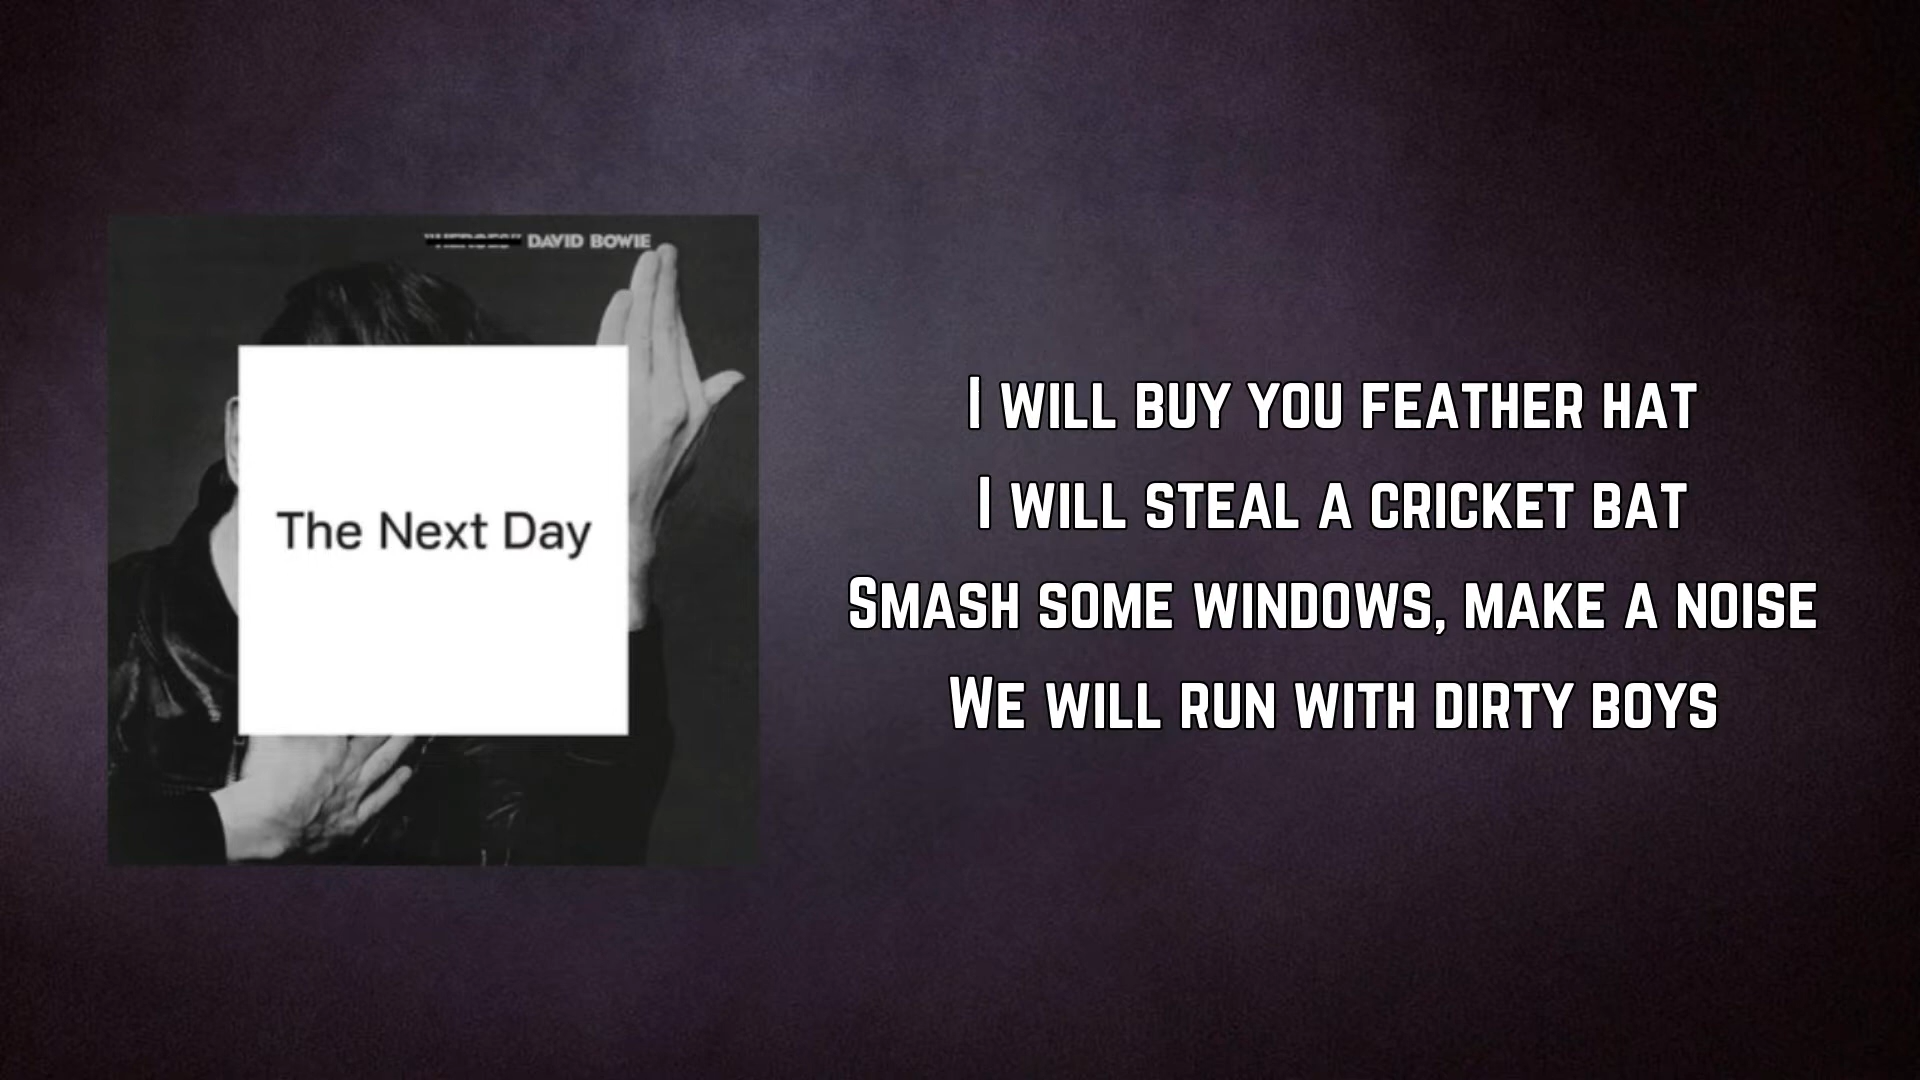 "HEROES" DAVID BOWIE
The Next Day
I WILL BUY YOU FEATHER HAT
I WILL STEAL A CRICKET BAT
SMASH SOME WINDOWS, MAKE A NOISE
WE WILL RUN WITH DIRTY BOYS